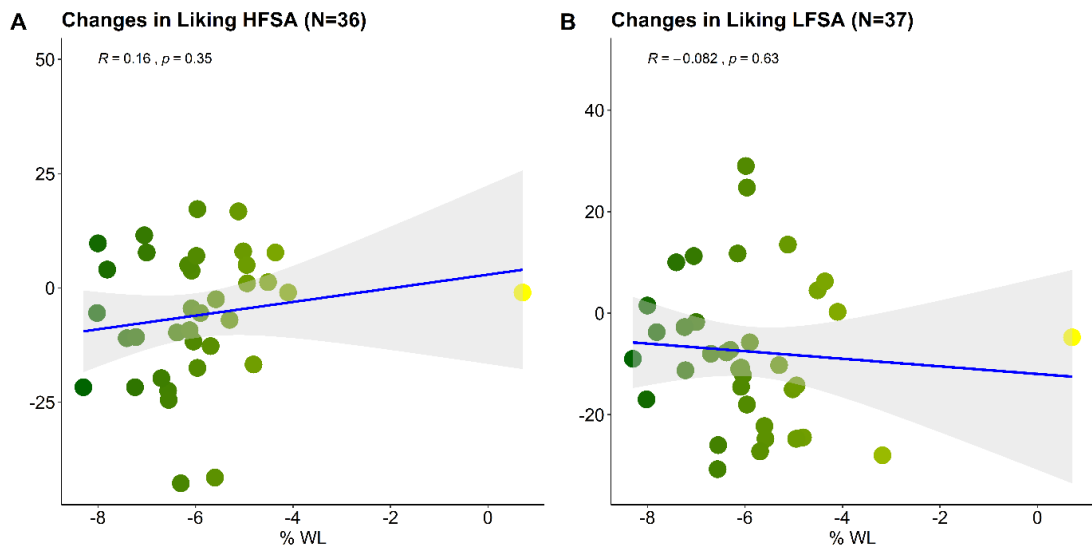 A Changes in Liking HFSA (N=36)
R = 0.16 , p = 0.35
50
25
0
-25
-8 -6 -4 -2 0
% WL
B Changes in Liking LFSA (N=37)
R = −0.082 , p = 0.63
40
20
0
-20
-8 -6 -4 -2 0
% WL